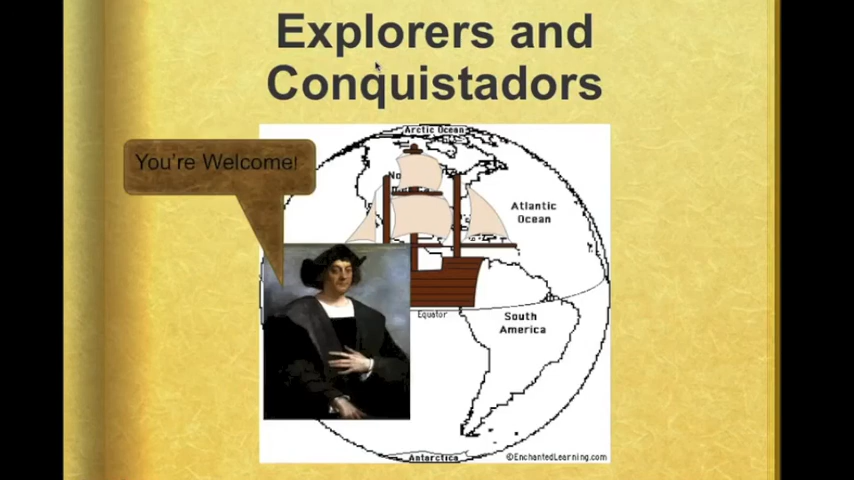 Explorers and
Conquistadors
You're Welcome!
Arctic Ocean
Atlantic
Ocean
Equator
South
America
Antarctica
©EnchantedLearning.com